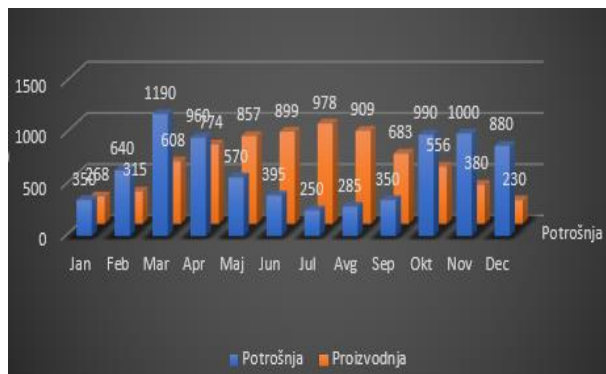 1500
1000
500
0
350 640 1190 960 570 395 250 285 350 990 1000 880
268 315 608 774 857 899 978 909 683 556 380 230
Potrošnja
Jan Feb Mar Apr Maj Jun Jul Avg Sep Okt Nov Dec
Potrošnja Proizvodnja